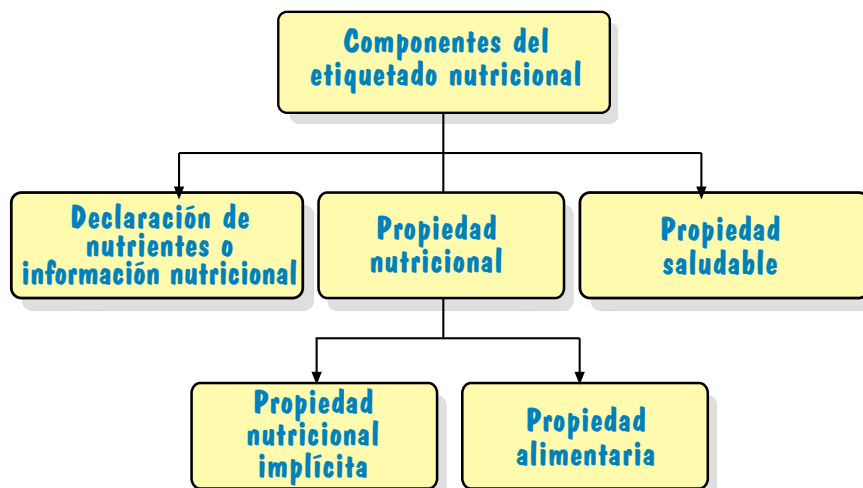 Componentes del
etiquetado nutricional
Declaración de
nutrientes o
información nutricional
Propiedad
nutricional
Propiedad
saludable
Propiedad
nutricional
implícita
Propiedad
alimentaria